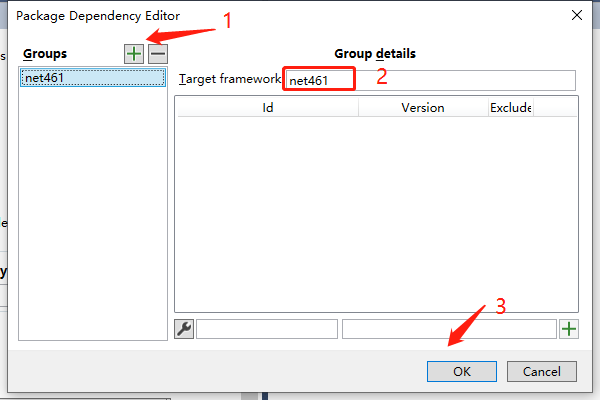 Package Dependency Editor
1
Groups
Group details
net461
Target framework
net461
2
Id
Version
Exclude
3
OK
Cancel